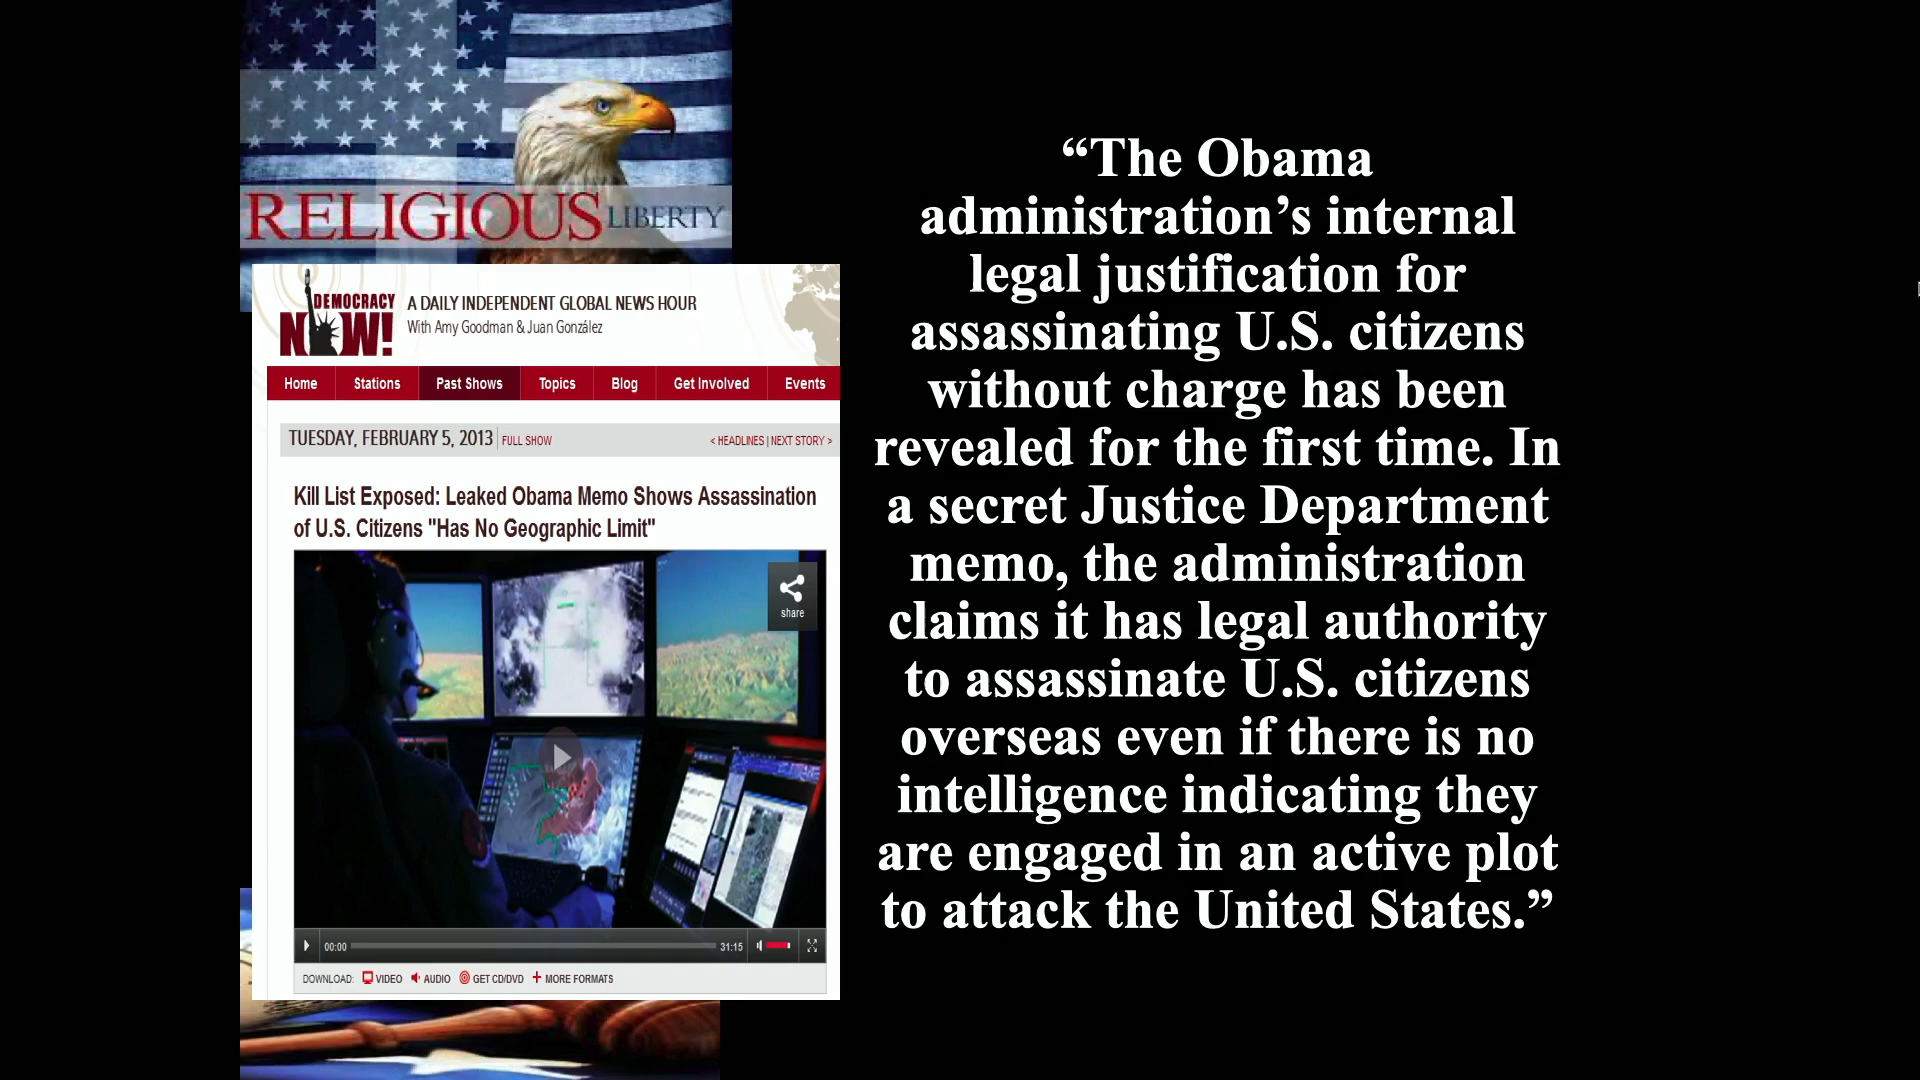 RELIGIOUS LIBERTY
DEMOCRACY
NOW!
A DAILY INDEPENDENT GLOBAL NEWS HOUR
With Amy Goodman & Juan González
Home Stations Past Shows Topics Blog Get Involved Events
TUESDAY, FEBRUARY 5, 2013 FULL SHOW < HEADLINES | NEXT STORY >
Kill List Exposed: Leaked Obama Memo Shows Assassination
of U.S. Citizens "Has No Geographic Limit"
share
00:00 31:15
DOWNLOAD: VIDEO AUDIO GET CD/DVD MORE FORMATS
“The Obama
administration’s internal
legal justification for
assassinating U.S. citizens
without charge has been
revealed for the first time. In
a secret Justice Department
memo, the administration
claims it has legal authority
to assassinate U.S. citizens
overseas even if there is no
intelligence indicating they
are engaged in an active plot
to attack the United States.”